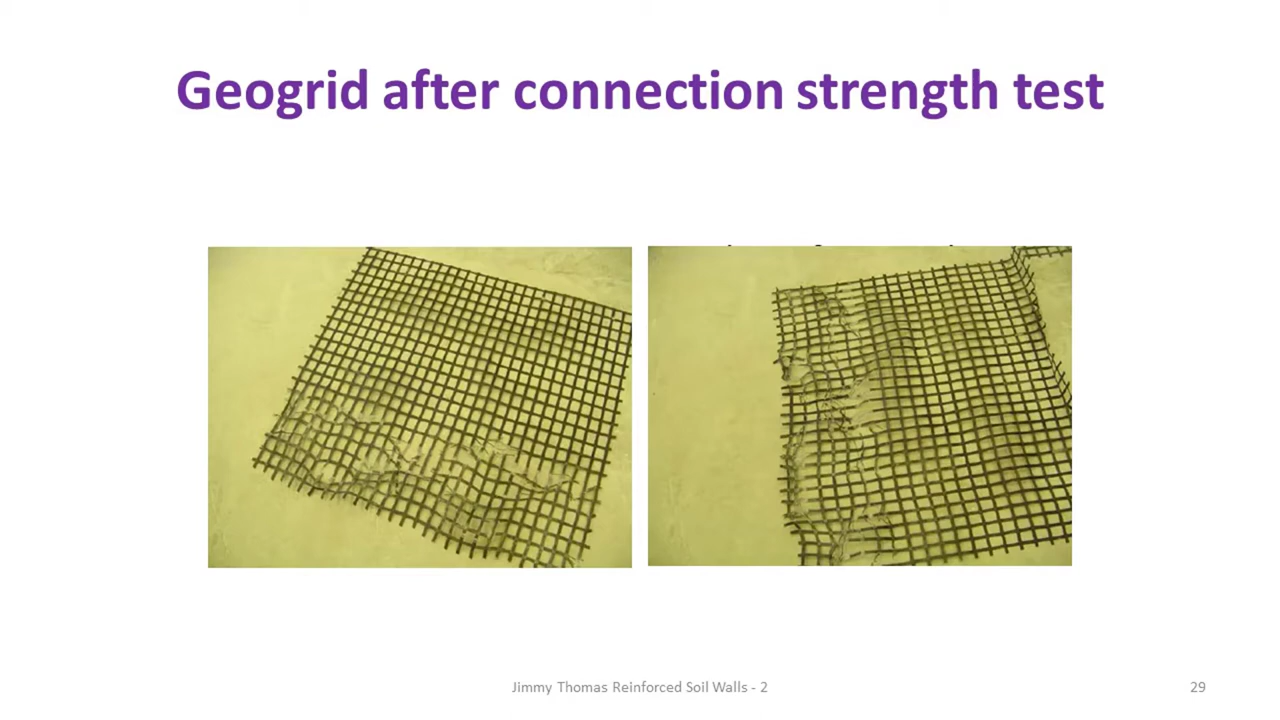 Geogrid after connection strength test
Jimmy Thomas Reinforced Soil Walls - 2
29